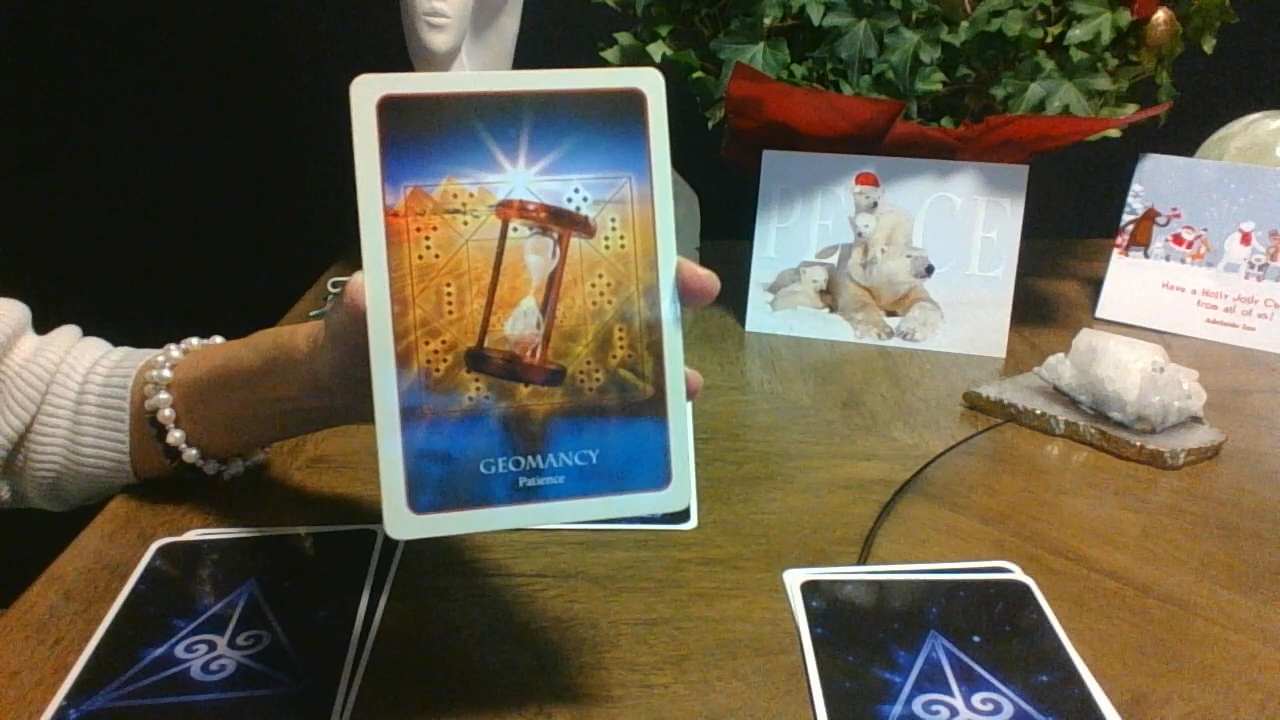 GEOMANCY
Patience
PEACE
Have a Holly Jolly C
from all of us!